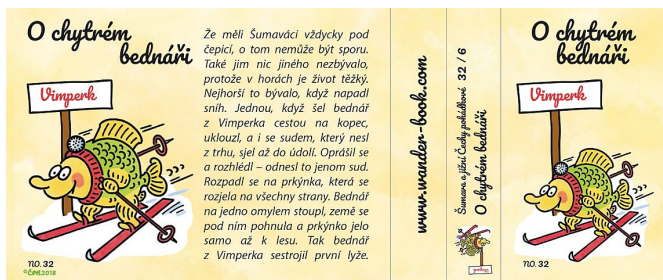 O chytrém
bednáři
Vimperk
NO. 32
©ČIPER2018
Že měli Šumaváci vždycky pod
čepicí, o tom nemůže být sporu.
Také jim nic jiného nezbývalo,
protože v horách je život těžký.
Nejhorší to bývalo, když napadl
sníh. Jednou, když šel bednář
z Vimperka cestou na kopec,
uklouzl, a i se sudem, který nesl
z trhu, sjel až do údolí. Oprášil se
a rozhlédl – odnesl to jenom sud.
Rozpadl se na prkýnka, která se
rozjela na všechny strany. Bednář
na jedno omylem stoupl, země se
pod ním pohnula a prkýnko jelo
samo až k lesu. Tak bednář
z Vimperka sestrojil první lyže.
www.wander-book.com
Šumava a jižní Čechy pohádkové 32 / 6
O chytrém bednáři
Vimperk
O chytrém
bednáři
Vimperk
NO. 32